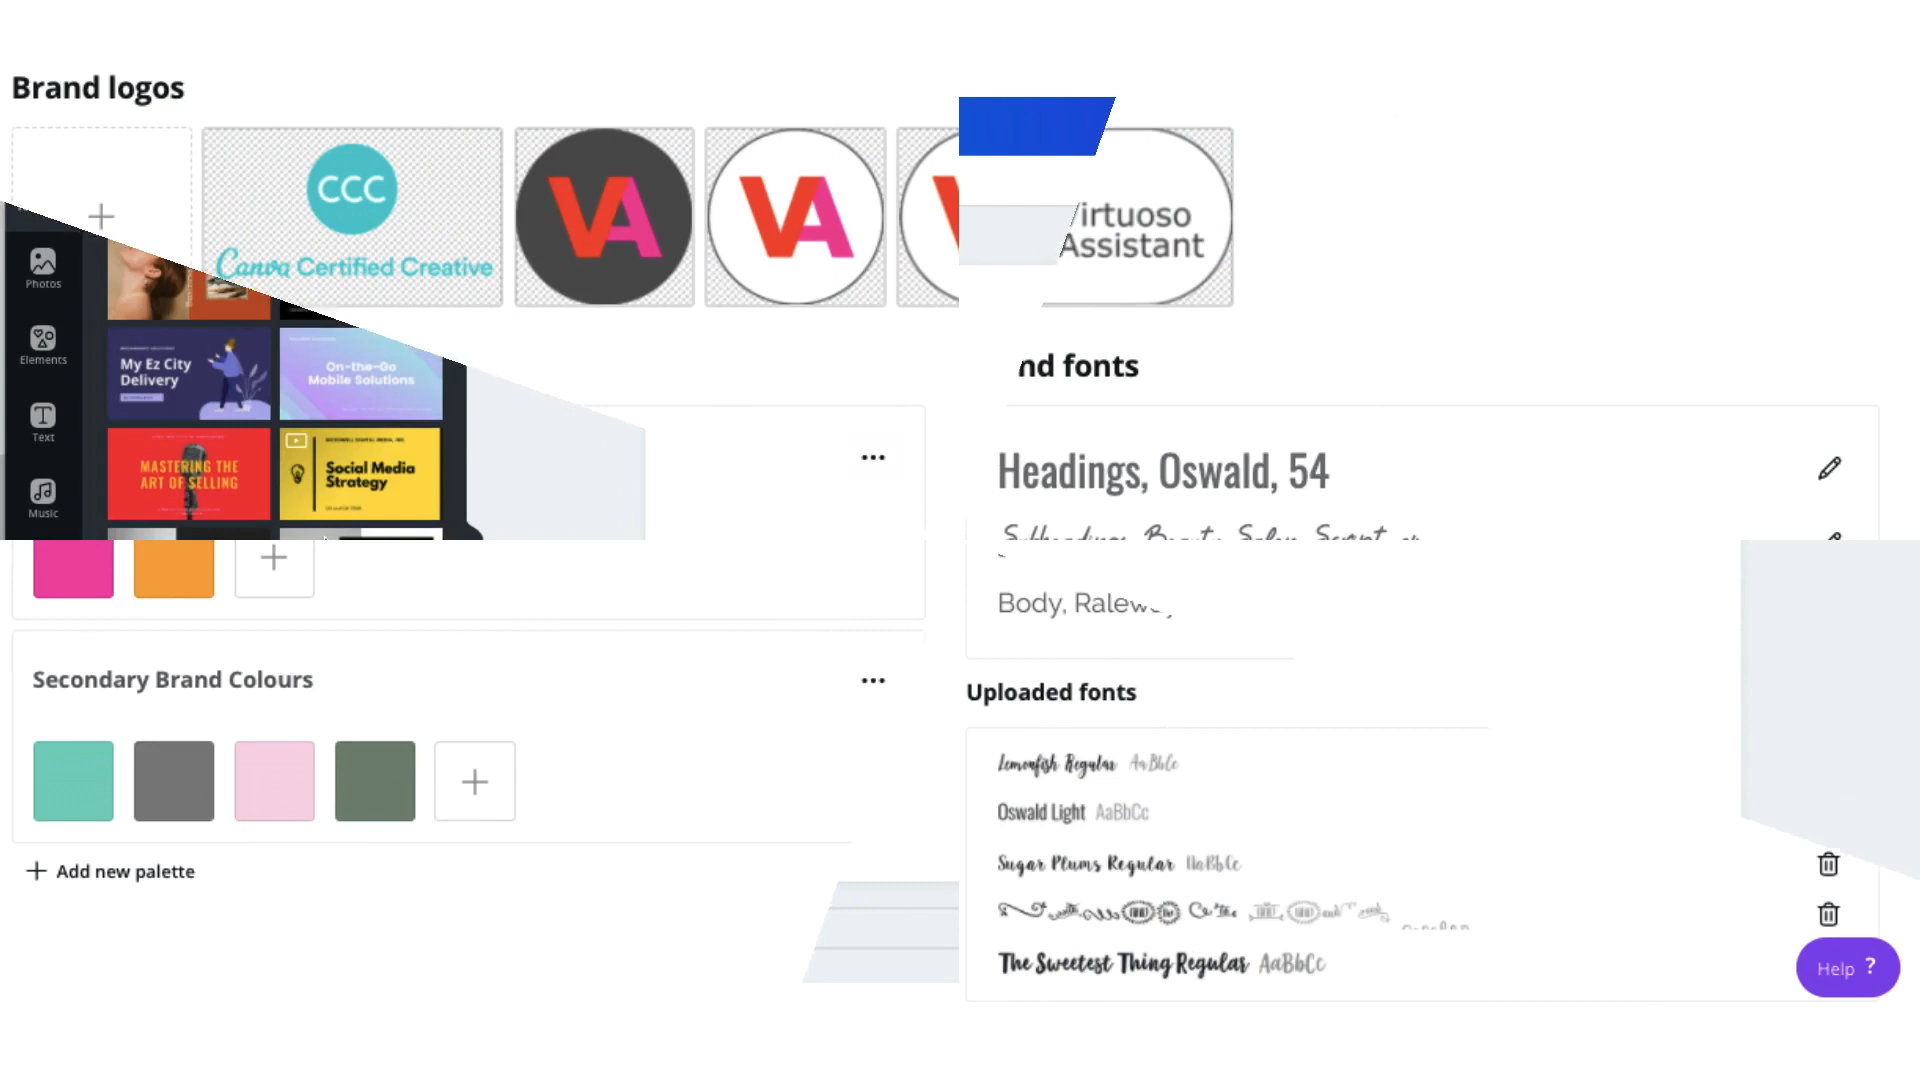 Brand logos
CCC
Canva Certified Creative
VA
VA
irtuoso
Assistant
Photos
Elements
Text
Music
My Ez City
Delivery
On-the-Go
Mobile Solutions
MASTERING THE
ART OF SELLING
Social Media
Strategy
Secondary Brand Colours
Add new palette
nd fonts
Headings, Oswald, 54
Body,
Uploaded fonts
Lemonfish Regular AaBbCc
Oswald Light AaBbCc
Sugar Plums Regular AaBbCc
The Sweetest Thing Regular AaBbCc
Help ?